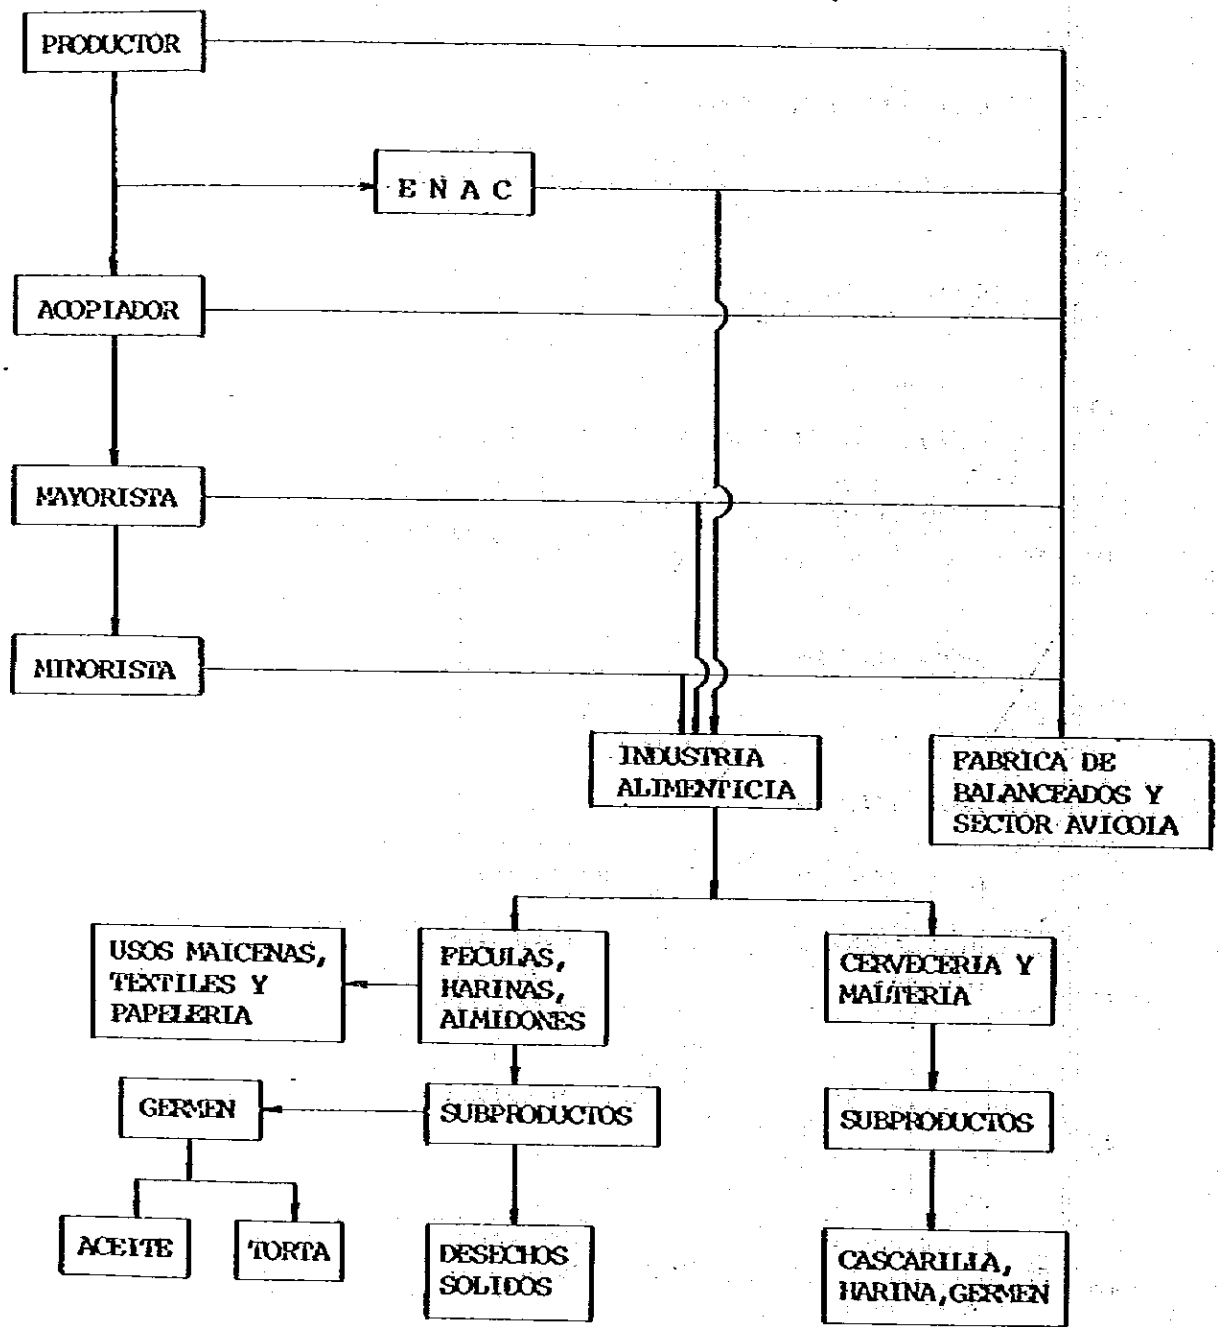 PRODUCTOR
E N A C
ACOPIADOR
MAYORISTA
MINORISTA
INDUSTRIA
ALIMENTICIA
FABRICA DE
BALANCEADOS Y
SECTOR AVICOLA
USOS MAICENAS,
TEXTILES Y
PAPELERIA
FECULAS,
HARINAS,
ALMIDONES
CERVECERIA Y
MALTERIA
GERMEN
SUBPRODUCTOS
SUBPRODUCTOS
ACEITE
TORTA
DESECHOS
SOLIDOS
CASCARILLA,
HARINA,GERMEN